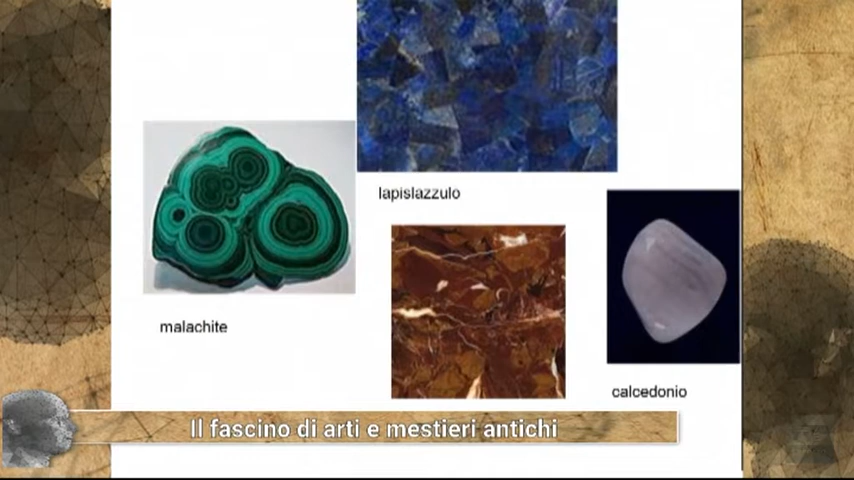 lapislazzulo
malachite
calcedonio
Il fascino di arti e mestieri antichi